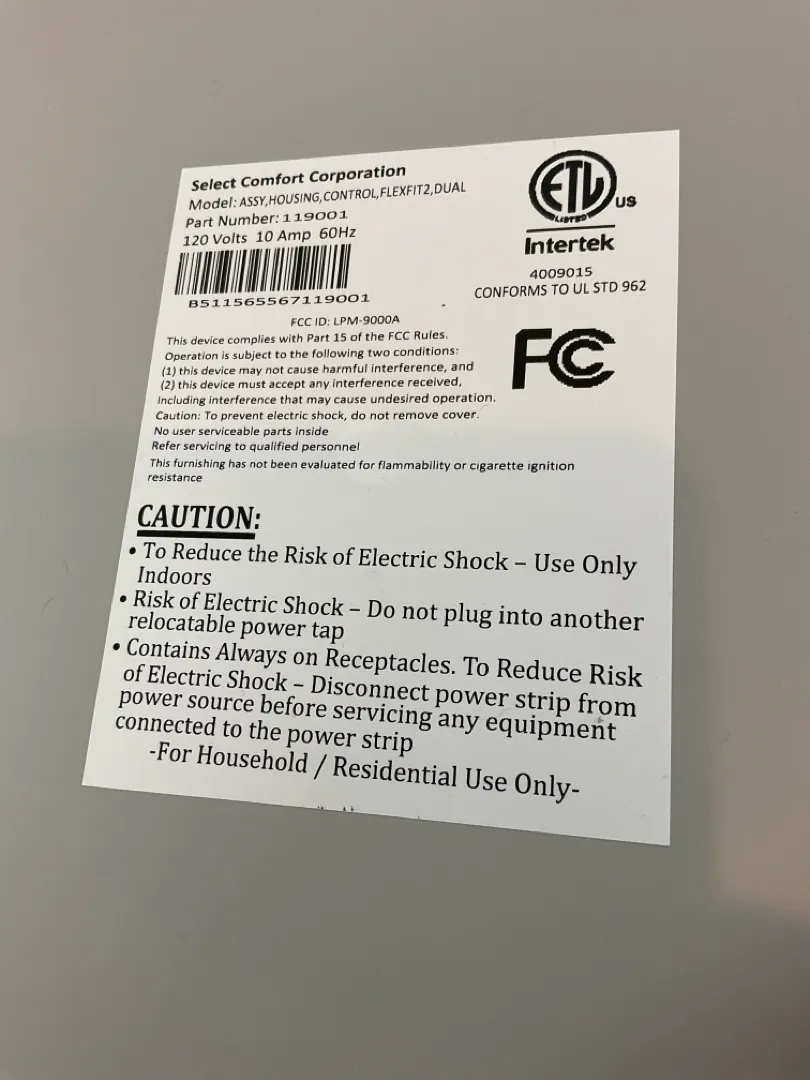 Select Comfort Corporation
Model: ASSY,HOUSING,CONTROL,FLEXFIT2,DUAL
Part Number: 119001
120 Volts 10 Amp 60Hz
B511565567119001
ETL
LISTED
US
Intertek
4009015
CONFORMS TO UL STD 962
FCC ID: LPM-9000A
FC
This device complies with Part 15 of the FCC Rules.
Operation is subject to the following two conditions:
(1) this device may not cause harmful interference, and
(2) this device must accept any interference received,
Including interference that may cause undesired operation.
Caution: To prevent electric shock, do not remove cover.
No user serviceable parts inside
Refer servicing to qualified personnel
This furnishing has not been evaluated for flammability or cigarette ignition
resistance
CAUTION:
• To Reduce the Risk of Electric Shock – Use Only
Indoors
• Risk of Electric Shock – Do not plug into another
relocatable power tap
• Contains Always on Receptacles. To Reduce Risk
of Electric Shock – Disconnect power strip from
power source before servicing any equipment
connected to the power strip
-For Household / Residential Use Only-